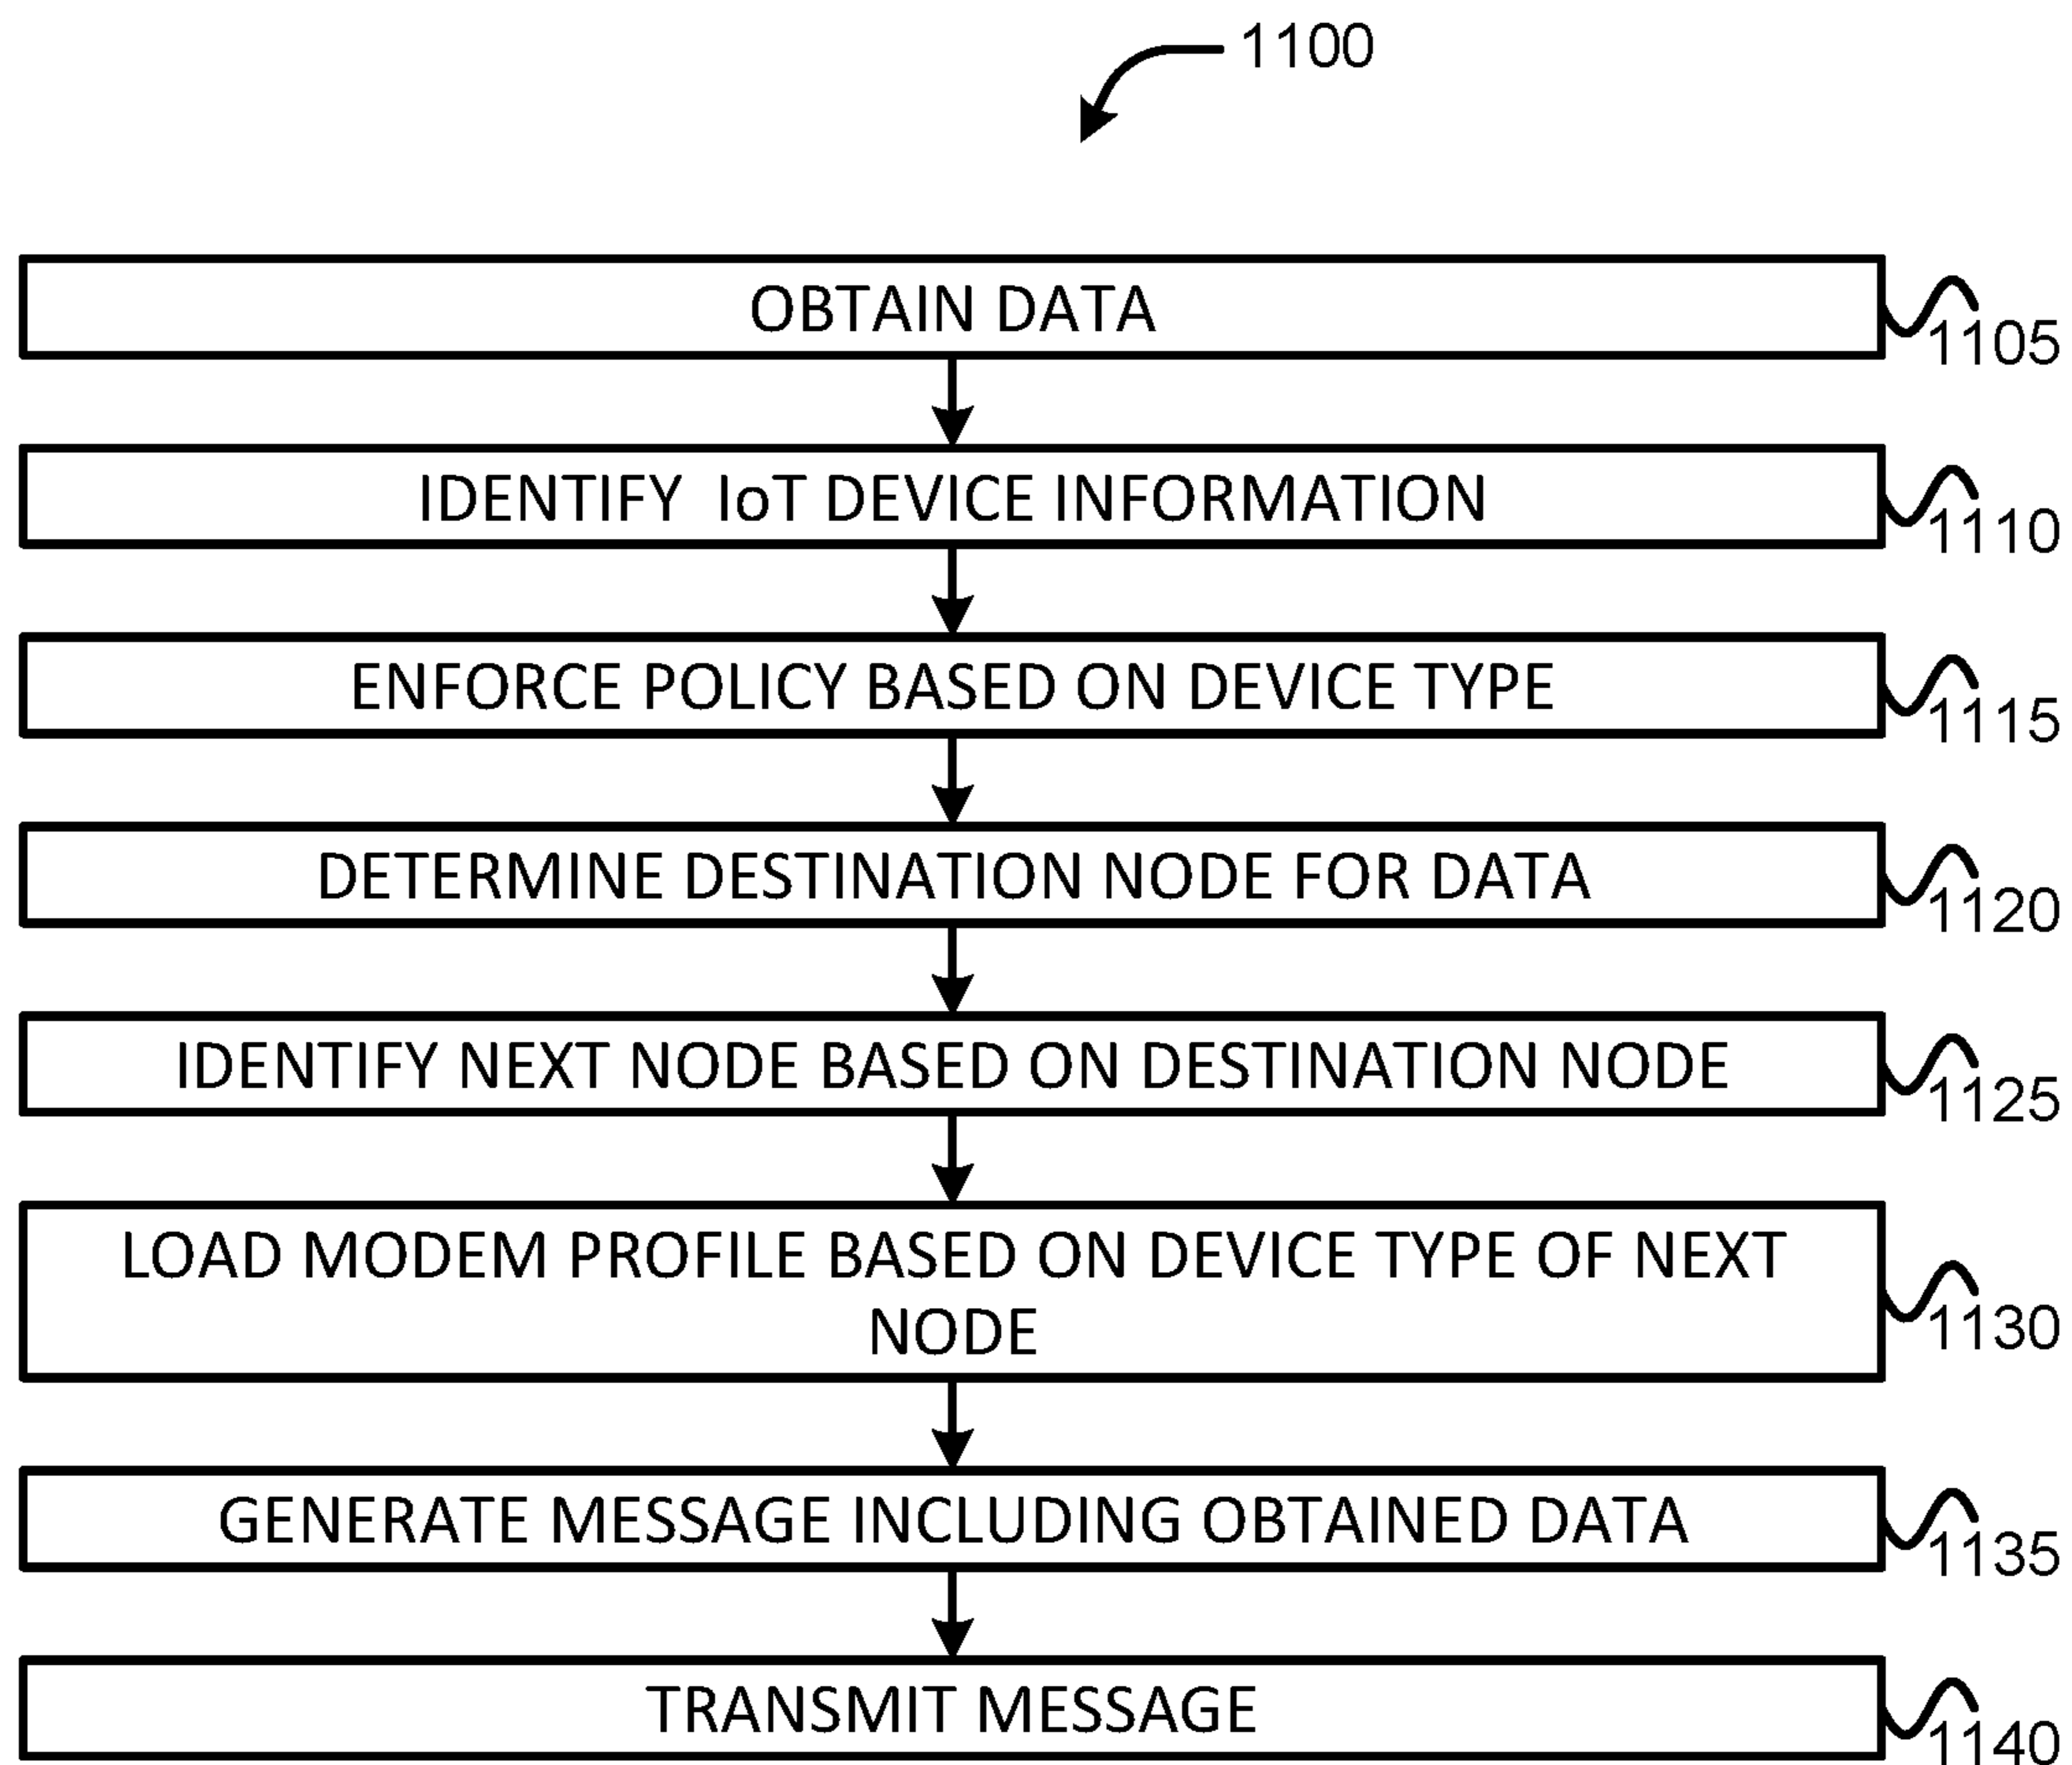 1100
OBTAIN DATA
1105
IDENTIFY IoT DEVICE INFORMATION
1110
ENFORCE POLICY BASED ON DEVICE TYPE
1115
DETERMINE DESTINATION NODE FOR DATA
1120
IDENTIFY NEXT NODE BASED ON DESTINATION NODE
1125
LOAD MODEM PROFILE BASED ON DEVICE TYPE OF NEXT
NODE
1130
GENERATE MESSAGE INCLUDING OBTAINED DATA
1135
TRANSMIT MESSAGE
1140